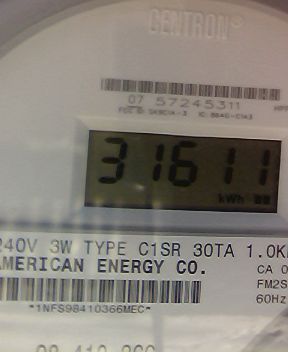 CENTRON®
07 57245311
31611
kWh
240V 3W TYPE C1SR 30TA 1.0K
AMERICAN ENERGY CO.
CA 0
FM2S
60Hz
*1NFS98410366MEC*